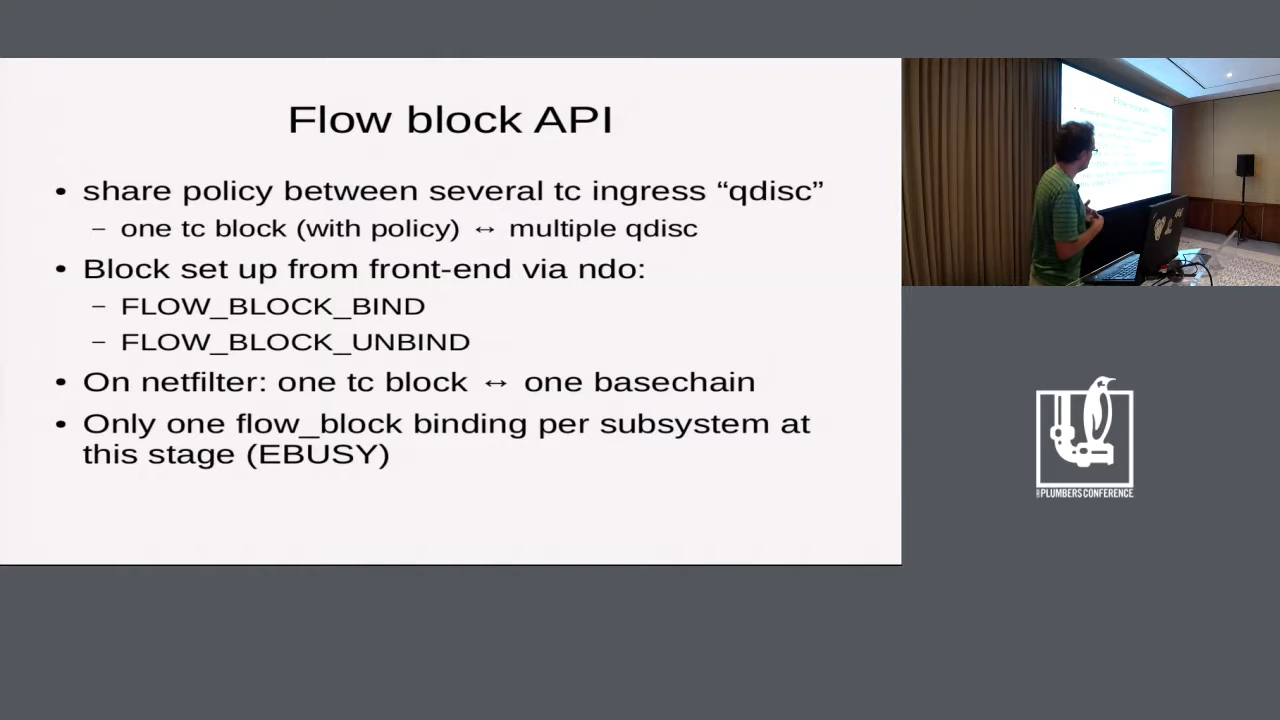 Flow block API
• share policy between several tc ingress “qdisc”
– one tc block (with policy) ↔ multiple qdisc
• Block set up from front-end via ndo:
– FLOW_BLOCK_BIND
– FLOW_BLOCK_UNBIND
• On netfilter: one tc block ↔ one basechain
• Only one flow_block binding per subsystem at
this stage (EBUSY)
PLUMBERS CONFERENCE